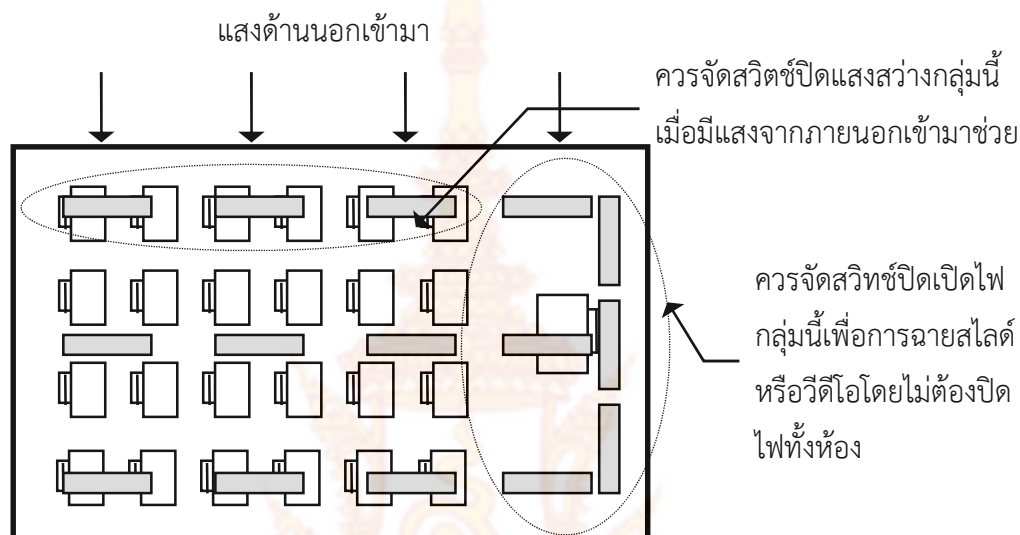 แสงด้านนอกเข้ามา
ควรจัดสวิตช์ปิดแสงสว่างกลุ่มนี้
เมื่อมีแสงจากภายนอกเข้ามาช่วย
ควรจัดสวิทช์ปิดเปิดไฟ
กลุ่มนี้เพื่อการฉายสไลด์
หรือวีดีโอโดยไม่ต้องปิด
ไฟทั้งห้อง